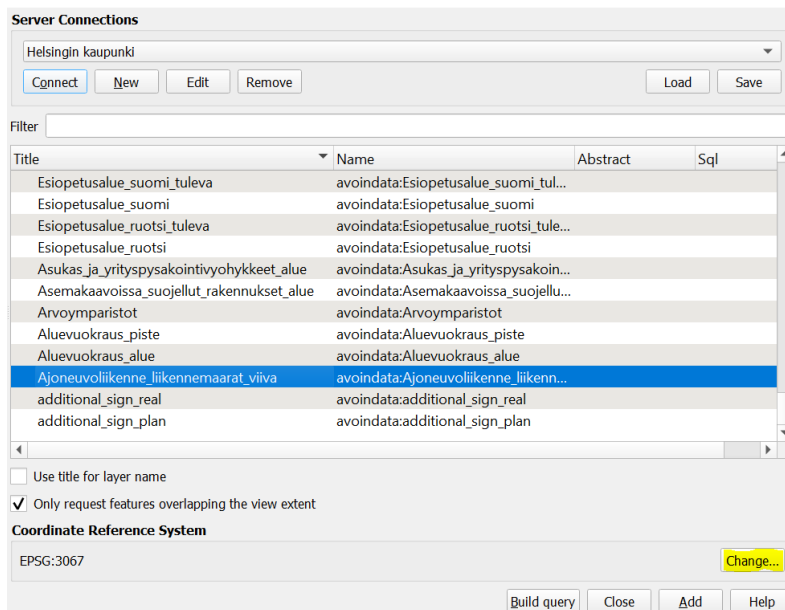 Server Connections
Helsingin kaupunki
Connect New Edit Remove Load Save
Filter
Title Name Abstract Sql
Esiopetusalue_suomi_tuleva avoindata:Esiopetusalue_suomi_tul...
Esiopetusalue_suomi avoindata:Esiopetusalue_suomi
Esiopetusalue_ruotsi_tuleva avoindata:Esiopetusalue_ruotsi_tule...
Esiopetusalue_ruotsi avoindata:Esiopetusalue_ruotsi
Asukas_ja_yrityspysakointivyohykkeet_alue avoindata:Asukas_ja_yrityspysakoin...
Asemakaavoissa_suojellut_rakennukset_alue avoindata:Asemakaavoissa_suojellu...
Arvoymparistot avoindata:Arvoymparistot
Aluevuokraus_piste avoindata:Aluevuokraus_piste
Aluevuokraus_alue avoindata:Aluevuokraus_alue
Ajoneuvoliikenne_liikennemaarat_viiva avoindata:Ajoneuvoliikenne_liikenn...
additional_sign_real avoindata:additional_sign_real
additional_sign_plan avoindata:additional_sign_plan
Use title for layer name
Only request features overlapping the view extent
Coordinate Reference System
EPSG:3067 Change...
Build query Close Add Help